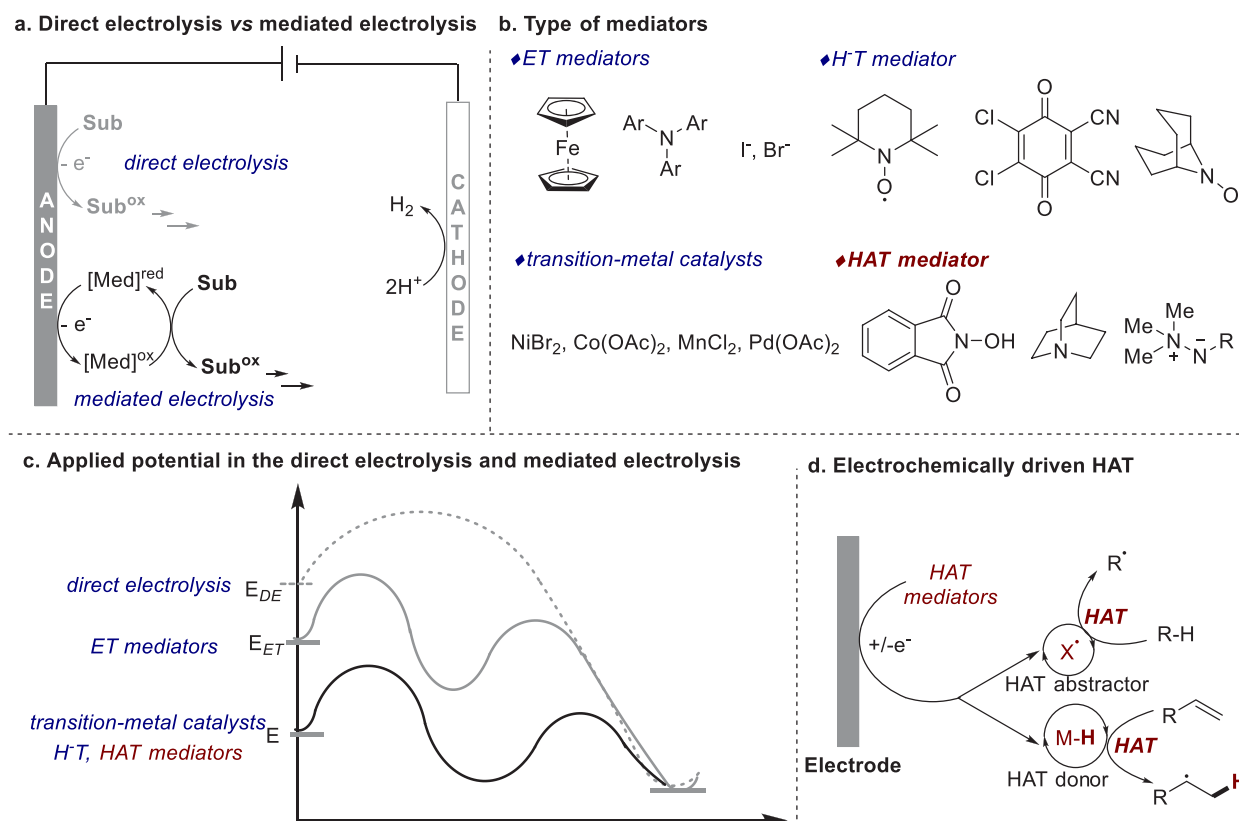 a. Direct electrolysis vs mediated electrolysis
ANODE
Sub
- e⁻
direct electrolysis
Subᵒˣ
[Med]ʳᵉᵈ
Sub
- e⁻
[Med]ᵒˣ
Subᵒˣ
mediated electrolysis
H₂
2H⁺
CATHODE
b. Type of mediators
♦ET mediators
Fe
Ar
N
Ar
Ar
I⁻, Br⁻
♦H⁻T mediator
N
O
•
O
Cl
CN
Cl
CN
O
N
O
♦transition-metal catalysts
NiBr₂, Co(OAc)₂, MnCl₂, Pd(OAc)₂
♦HAT mediator
O
N
OH
O
N
Me
Me
N
Me
+
N
−
R
c. Applied potential in the direct electrolysis and mediated electrolysis
direct electrolysis
E_DE
ET mediators
E_ET
transition-metal catalysts
E
H⁻T, HAT mediators
d. Electrochemically driven HAT
HAT
mediators
+/-e⁻
Electrode
R•
HAT
R-H
X•
HAT abstractor
R
M-H
HAT
HAT donor
R
•
H